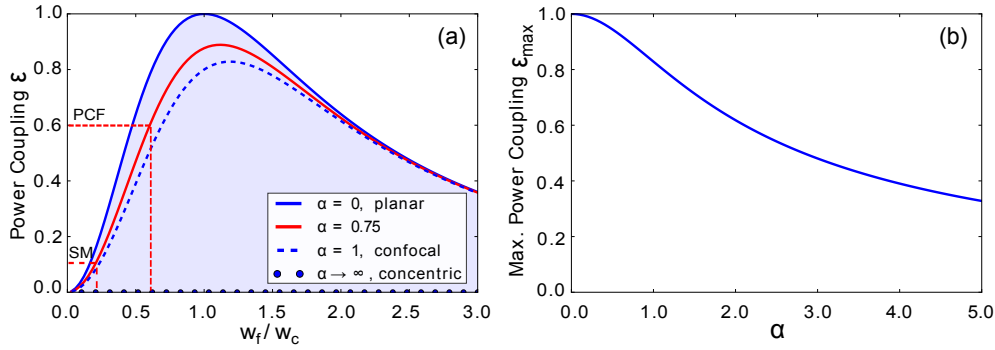 (a)
Power Coupling ε
1.0
0.8
0.6
0.4
0.2
0.0
PCF
SM
α = 0, planar
α = 0.75
α = 1, confocal
α → ∞, concentric
0.0 0.5 1.0 1.5 2.0 2.5 3.0
w_f / w_c
(b)
Max. Power Coupling ε_max
1.0
0.8
0.6
0.4
0.2
0.0
0.0 1.0 2.0 3.0 4.0 5.0
α